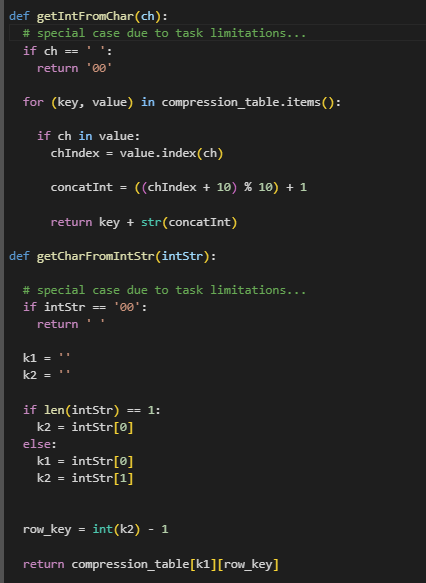 def getIntFromChar(ch):
  # special case due to task limitations...
  if ch == ' ':
    return '00'

  for (key, value) in compression_table.items():

    if ch in value:
      chIndex = value.index(ch)

      concatInt = ((chIndex + 10) % 10) + 1

      return key + str(concatInt)

def getCharFromIntStr(intStr):

  # special case due to task limitations...
  if intStr == '00':
    return ' '

  k1 = ''
  k2 = ''

  if len(intStr) == 1:
    k2 = intStr[0]
  else:
    k1 = intStr[0]
    k2 = intStr[1]


  row_key = int(k2) - 1

  return compression_table[k1][row_key]